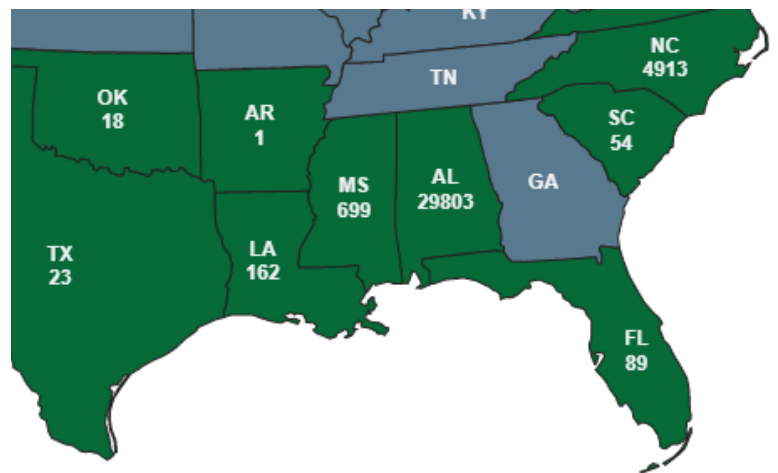 KY
NC
4913
TN
OK
18
AR
1
SC
54
MS
699
AL
29803
GA
TX
23
LA
162
FL
89